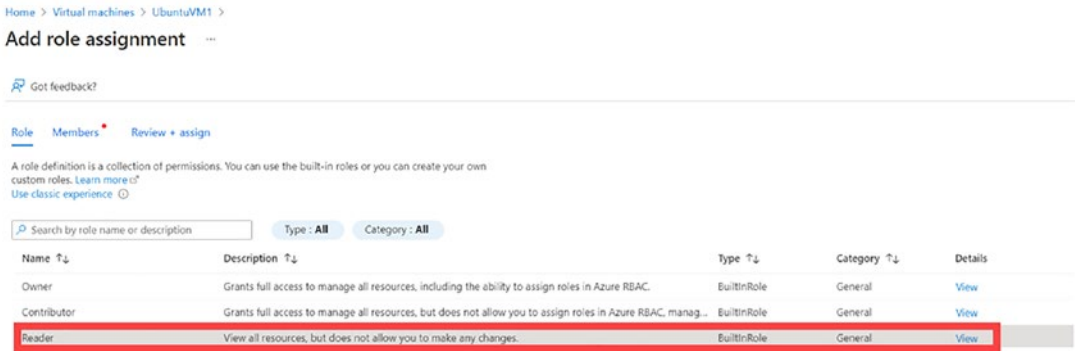 Home > Virtual machines > UbuntuVM1 >
Add role assignment ...
Got feedback?
Role Members Review + assign
A role definition is a collection of permissions. You can use the built-in roles or you can create your own
custom roles. Learn more
Use classic experience
Search by role name or description Type : All Category : All
Name ↑↓ Description ↑↓ Type ↑↓ Category ↑↓ Details
Owner Grants full access to manage all resources, including the ability to assign roles in Azure RBAC. BuiltInRole General View
Contributor Grants full access to manage all resources, but does not allow you to assign roles in Azure RBAC, manag... BuiltInRole General View
Reader View all resources, but does not allow you to make any changes. BuiltInRole General View